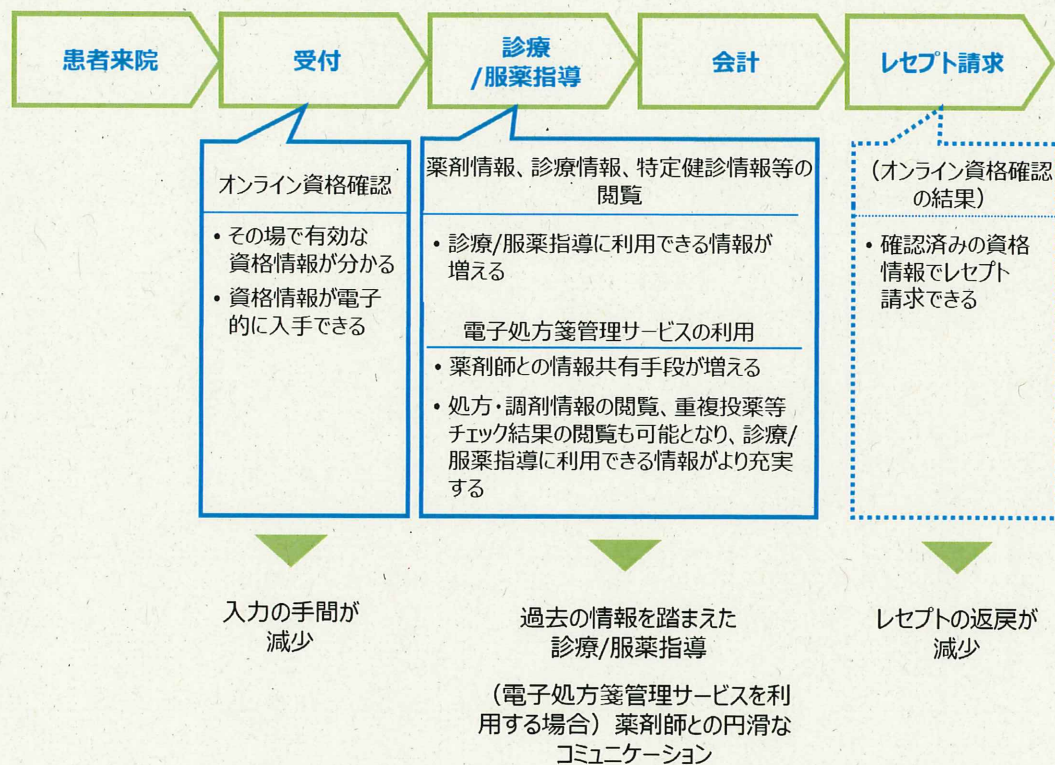 患者来院
受付
診療
/服薬指導
会計
レセプト請求
オンライン資格確認
• その場で有効な
資格情報が分かる
• 資格情報が電子
的に入手できる
薬剤情報、診療情報、特定健診情報等の
閲覧
• 診療/服薬指導に利用できる情報が
増える
電子処方箋管理サービスの利用
• 薬剤師との情報共有手段が増える
• 処方・調剤情報の閲覧、重複投薬等
チェック結果の閲覧も可能となり、診療/
服薬指導に利用できる情報がより充実
する
（オンライン資格確認
の結果）
• 確認済みの資格
情報でレセプト
請求できる
入力の手間が
減少
過去の情報を踏まえた
診療/服薬指導
（電子処方箋管理サービスを利
用する場合）薬剤師との円滑な
コミュニケーション
レセプトの返戻が
減少